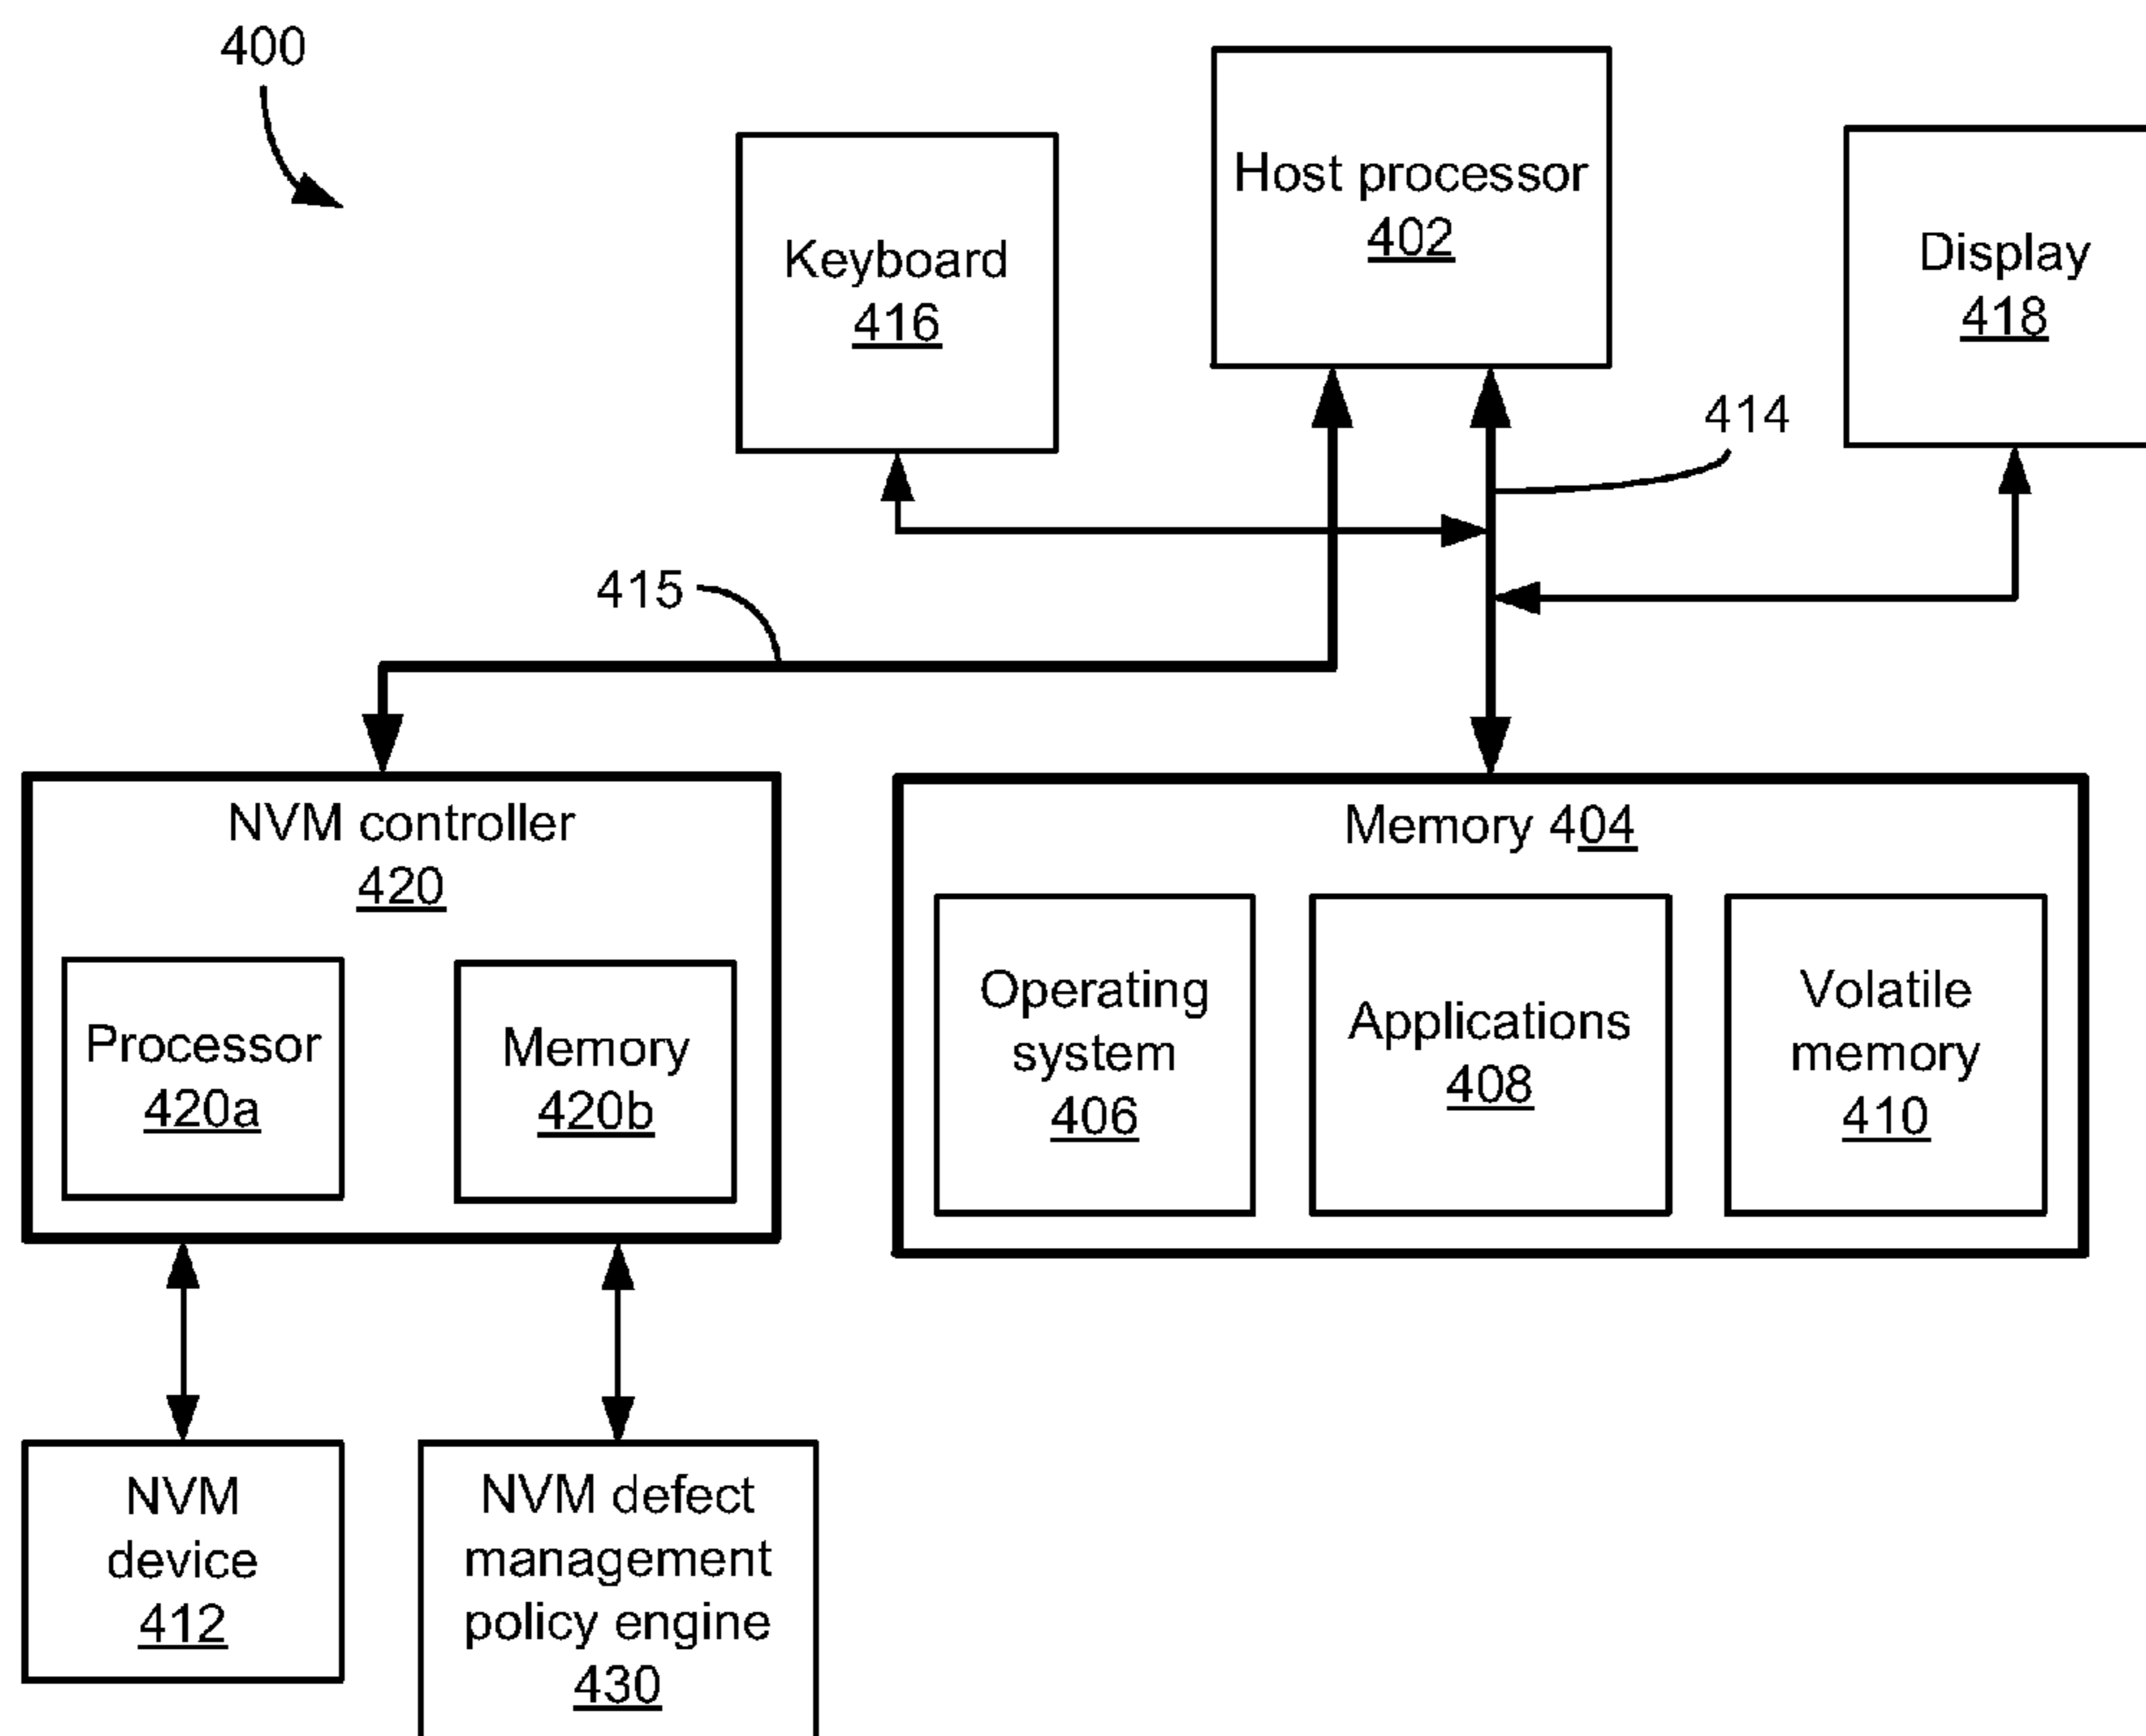 400
Host processor
402
Keyboard
416
Display
418
414
415
NVM controller
420
Processor
420a
Memory
420b
Memory 404
Operating
system
406
Applications
408
Volatile
memory
410
NVM
device
412
NVM defect
management
policy engine
430